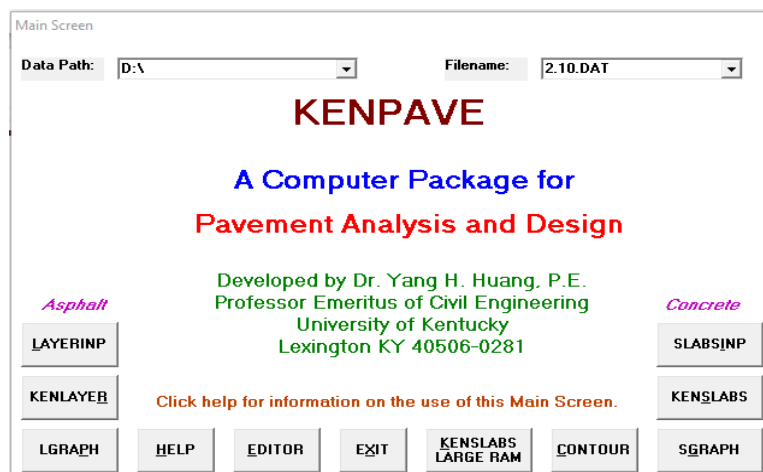 Main Screen
Data Path: D:\ Filename: 2.10.DAT
KENPAVE
A Computer Package for
Pavement Analysis and Design
Developed by Dr. Yang H. Huang, P.E.
Professor Emeritus of Civil Engineering
University of Kentucky
Lexington KY 40506-0281
Asphalt Concrete
LAYERINP SLABSINP
KENLAYER Click help for information on the use of this Main Screen. KENSLABS
LGRAPH HELP EDITOR EXIT KENSLABS LARGE RAM CONTOUR SGRAPH